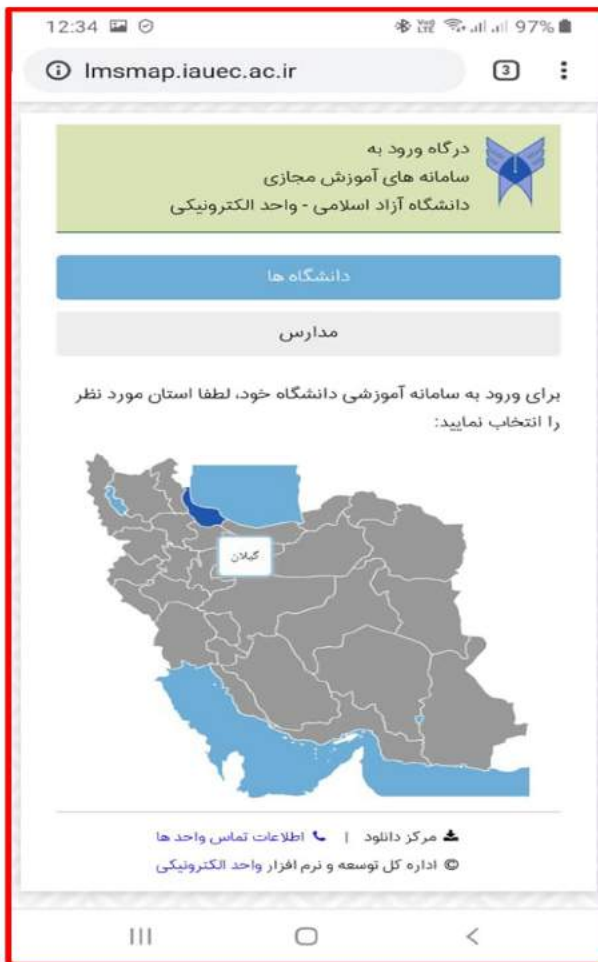 12:34
Vo) LTE 97%
lmsmap.iauec.ac.ir 3
درگاه ورود به
سامانه های آموزش مجازی
دانشگاه آزاد اسلامی - واحد الکترونیکی
دانشگاه ها
مدارس
برای ورود به سامانه آموزشی دانشگاه خود، لطفا استان مورد نظر
را انتخاب نمایید:
گیلان
مرکز دانلود | اطلاعات تماس واحد ها
© اداره کل توسعه و نرم افزار واحد الکترونیکی